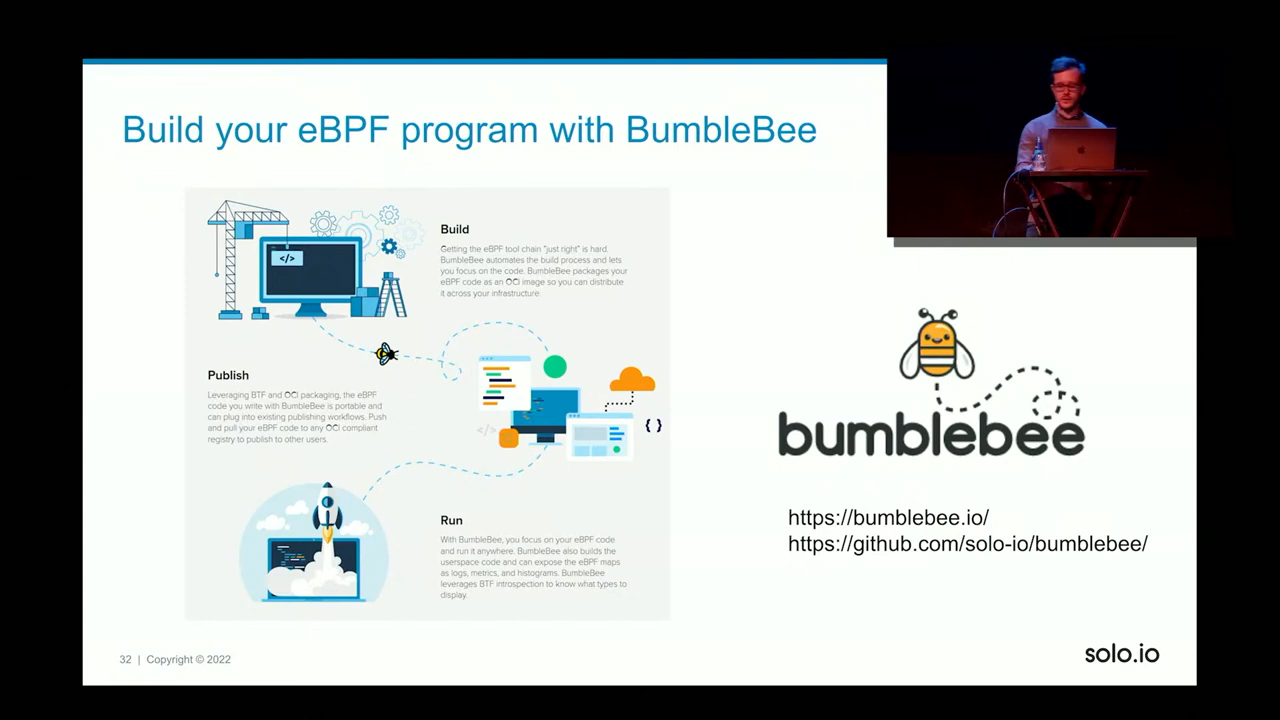 Build your eBPF program with BumbleBee
</>
Build
Getting the eBPF tool chain "just right" is hard.
BumbleBee automates the build process and lets
you focus on the code. BumbleBee packages your
eBPF code as an OCI image so you can distribute
it across your infrastructure.
Publish
Leveraging BTF and OCI packaging, the eBPF
code you write with BumbleBee is portable and
can plug into existing publishing workflows. Push
and pull your eBPF code to any OCI compliant
registry to publish to other users.
</>
{ }
Run
With BumbleBee, you focus on your eBPF code
and run it anywhere. BumbleBee also builds the
userspace code and can expose the eBPF maps
as logs, metrics, and histograms. BumbleBee
leverages BTF introspection to know what types to
display.
bumblebee
https://bumblebee.io/
https://github.com/solo-io/bumblebee/
32 | Copyright © 2022
solo.io